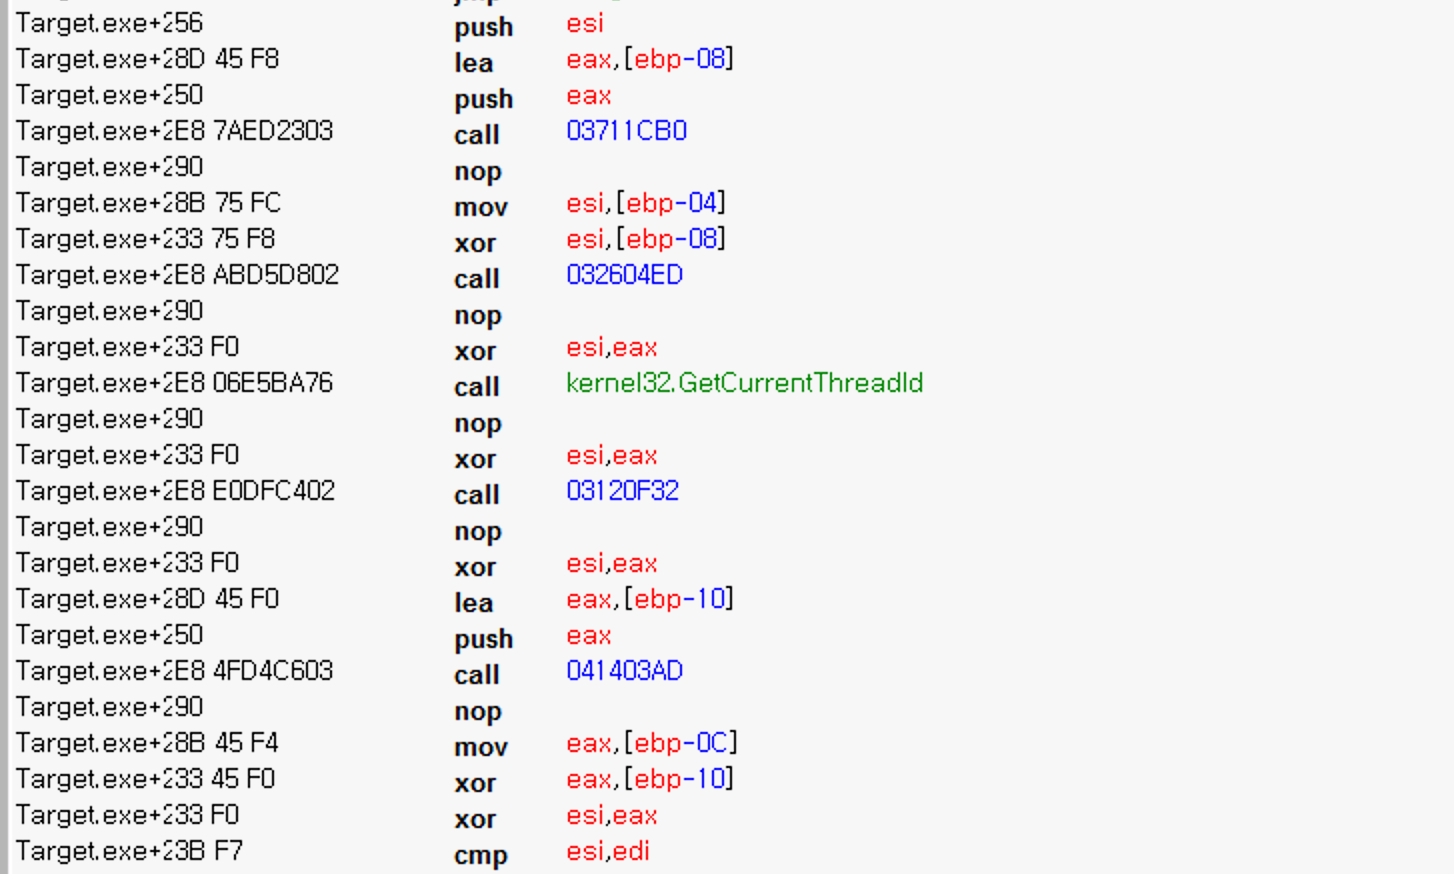 Target.exe+256 push esi
Target.exe+28D 45 F8 lea eax,[ebp-08]
Target.exe+250 push eax
Target.exe+2E8 7AED2303 call 03711CB0
Target.exe+290 nop
Target.exe+28B 75 FC mov esi,[ebp-04]
Target.exe+233 75 F8 xor esi,[ebp-08]
Target.exe+2E8 ABD5D802 call 032604ED
Target.exe+290 nop
Target.exe+233 F0 xor esi,eax
Target.exe+2E8 06E5BA76 call kernel32.GetCurrentThreadId
Target.exe+290 nop
Target.exe+233 F0 xor esi,eax
Target.exe+2E8 E0DFC402 call 03120F32
Target.exe+290 nop
Target.exe+233 F0 xor esi,eax
Target.exe+28D 45 F0 lea eax,[ebp-10]
Target.exe+250 push eax
Target.exe+2E8 4FD4C603 call 041403AD
Target.exe+290 nop
Target.exe+28B 45 F4 mov eax,[ebp-0C]
Target.exe+233 45 F0 xor eax,[ebp-10]
Target.exe+233 F0 xor esi,eax
Target.exe+23B F7 cmp esi,edi